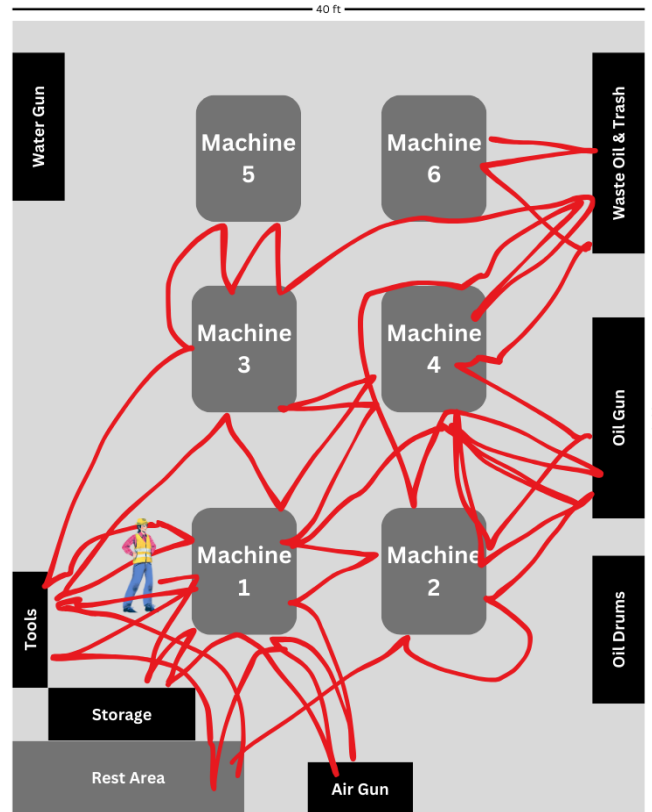 40 ft
Water Gun
Machine
5
Machine
6
Waste Oil & Trash
Machine
3
Machine
4
Oil Gun
Machine
1
Machine
2
Tools
Oil Drums
Storage
Rest Area
Air Gun